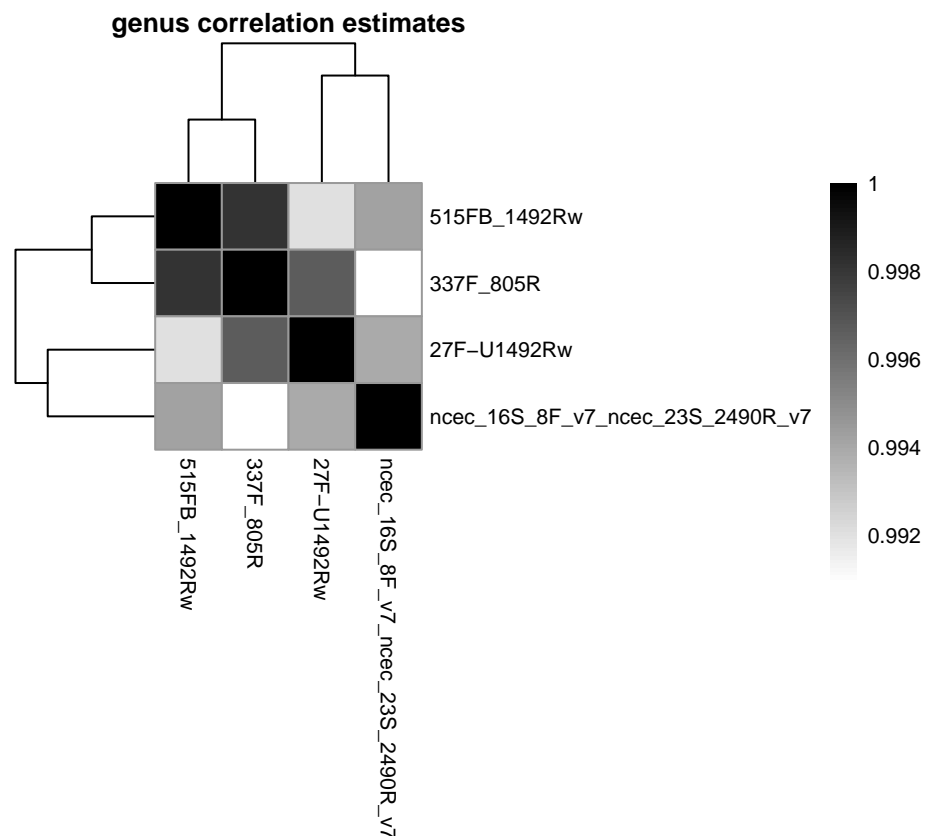 genus correlation estimates
515FB_1492Rw
337F_805R
27F−U1492Rw
ncec_16S_8F_v7_ncec_23S_2490R_v7
515FB_1492Rw
337F_805R
27F−U1492Rw
ncec_16S_8F_v7_ncec_23S_2490R_v7
1
0.998
0.996
0.994
0.992